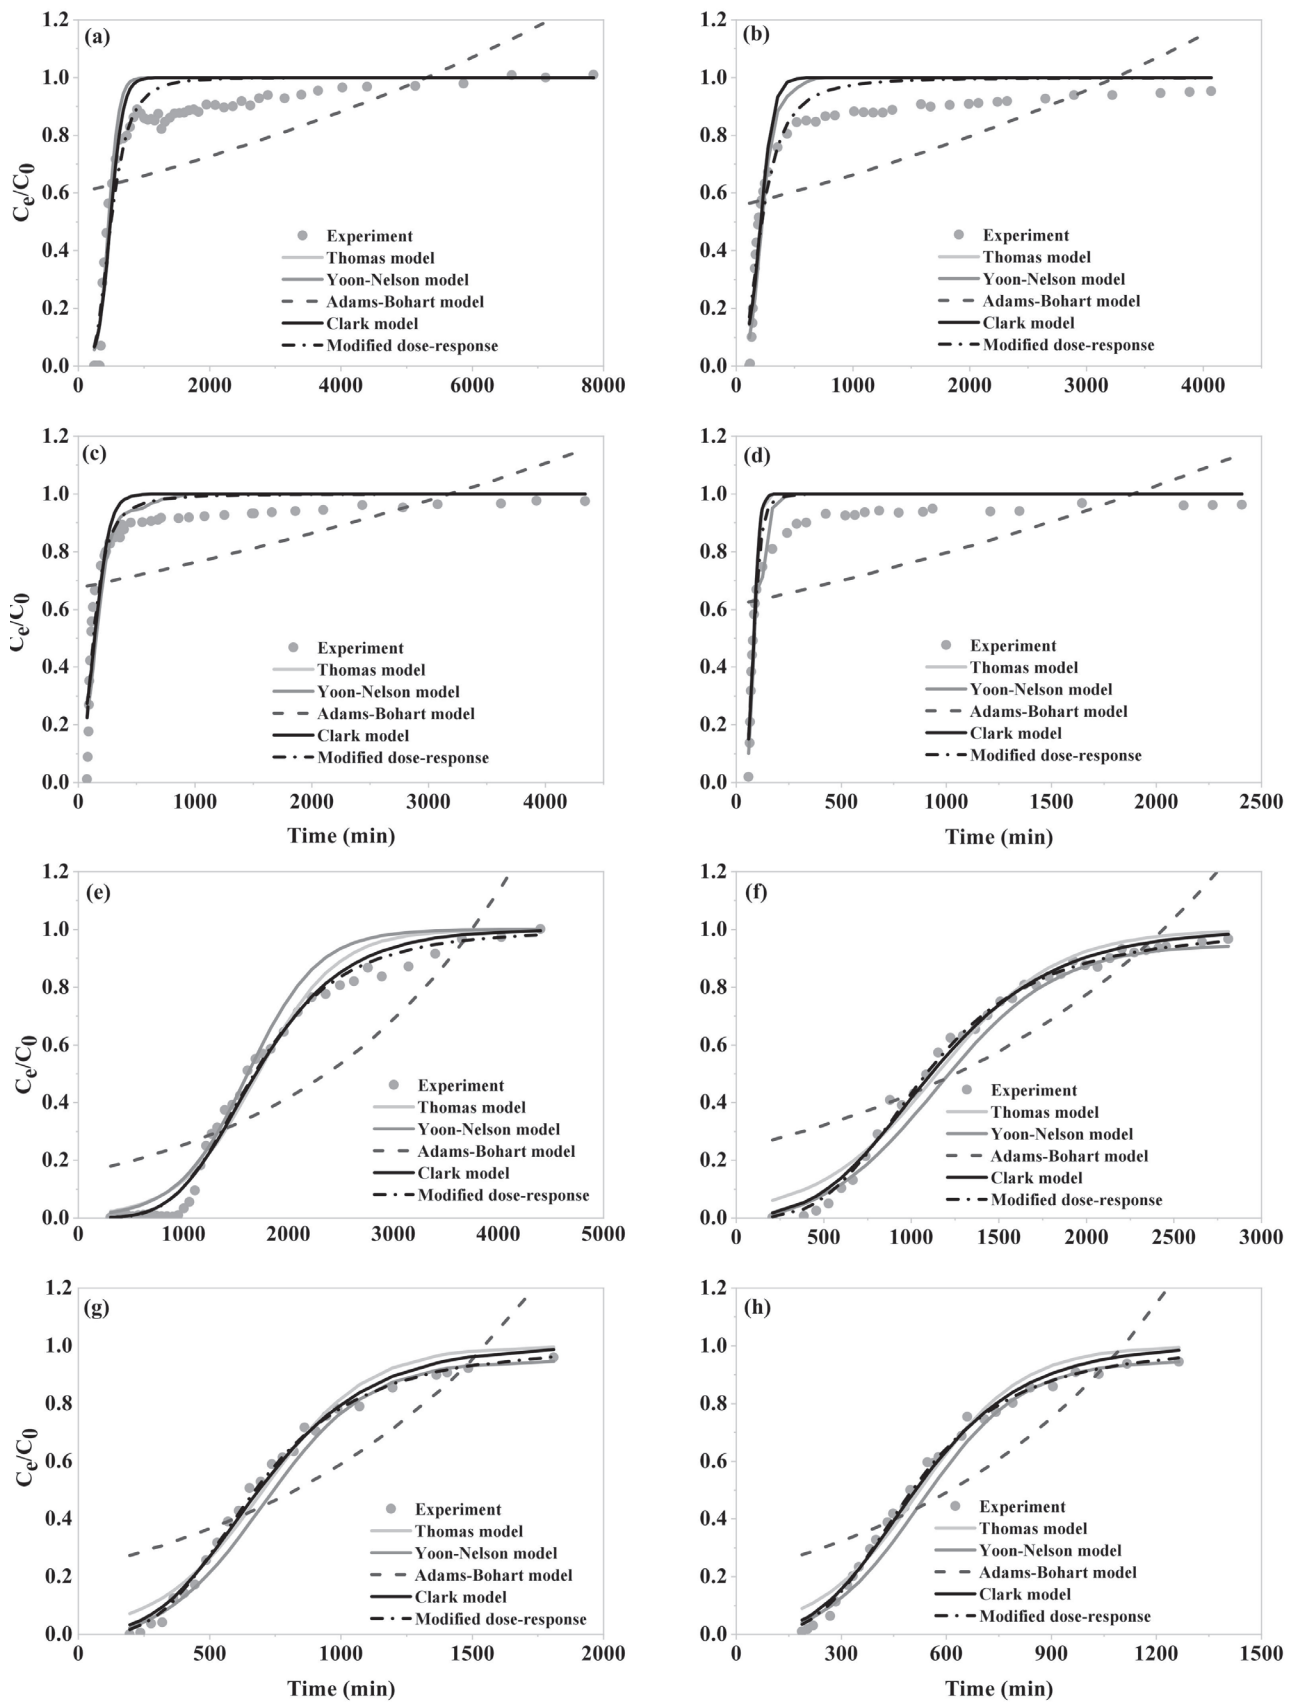 (a)
1.2
1.0
0.8
0.6
0.4
0.2
0.0
Ce/C0
Experiment
Thomas model
Yoon-Nelson model
Adams-Bohart model
Clark model
Modified dose-response
0 2000 4000 6000 8000
(b)
1.2
1.0
0.8
0.6
0.4
0.2
0.0
Experiment
Thomas model
Yoon-Nelson model
Adams-Bohart model
Clark model
Modified dose-response
0 1000 2000 3000 4000
(c)
1.2
1.0
0.8
0.6
0.4
0.2
0.0
Ce/C0
Experiment
Thomas model
Yoon-Nelson model
Adams-Bohart model
Clark model
Modified dose-response
0 1000 2000 3000 4000
Time (min)
(d)
1.2
1.0
0.8
0.6
0.4
0.2
0.0
Experiment
Thomas model
Yoon-Nelson model
Adams-Bohart model
Clark model
Modified dose-response
0 500 1000 1500 2000 2500
Time (min)
(e)
1.2
1.0
0.8
0.6
0.4
0.2
0.0
Ce/C0
Experiment
Thomas model
Yoon-Nelson model
Adams-Bohart model
Clark model
Modified dose-response
0 1000 2000 3000 4000 5000
(f)
1.2
1.0
0.8
0.6
0.4
0.2
0.0
Experiment
Thomas model
Yoon-Nelson model
Adams-Bohart model
Clark model
Modified dose-response
0 500 1000 1500 2000 2500 3000
(g)
1.2
1.0
0.8
0.6
0.4
0.2
0.0
Ce/C0
Experiment
Thomas model
Yoon-Nelson model
Adams-Bohart model
Clark model
Modified dose-response
0 500 1000 1500 2000
Time (min)
(h)
1.2
1.0
0.8
0.6
0.4
0.2
0.0
Experiment
Thomas model
Yoon-Nelson model
Adams-Bohart model
Clark model
Modified dose-response
0 300 600 900 1200 1500
Time (min)